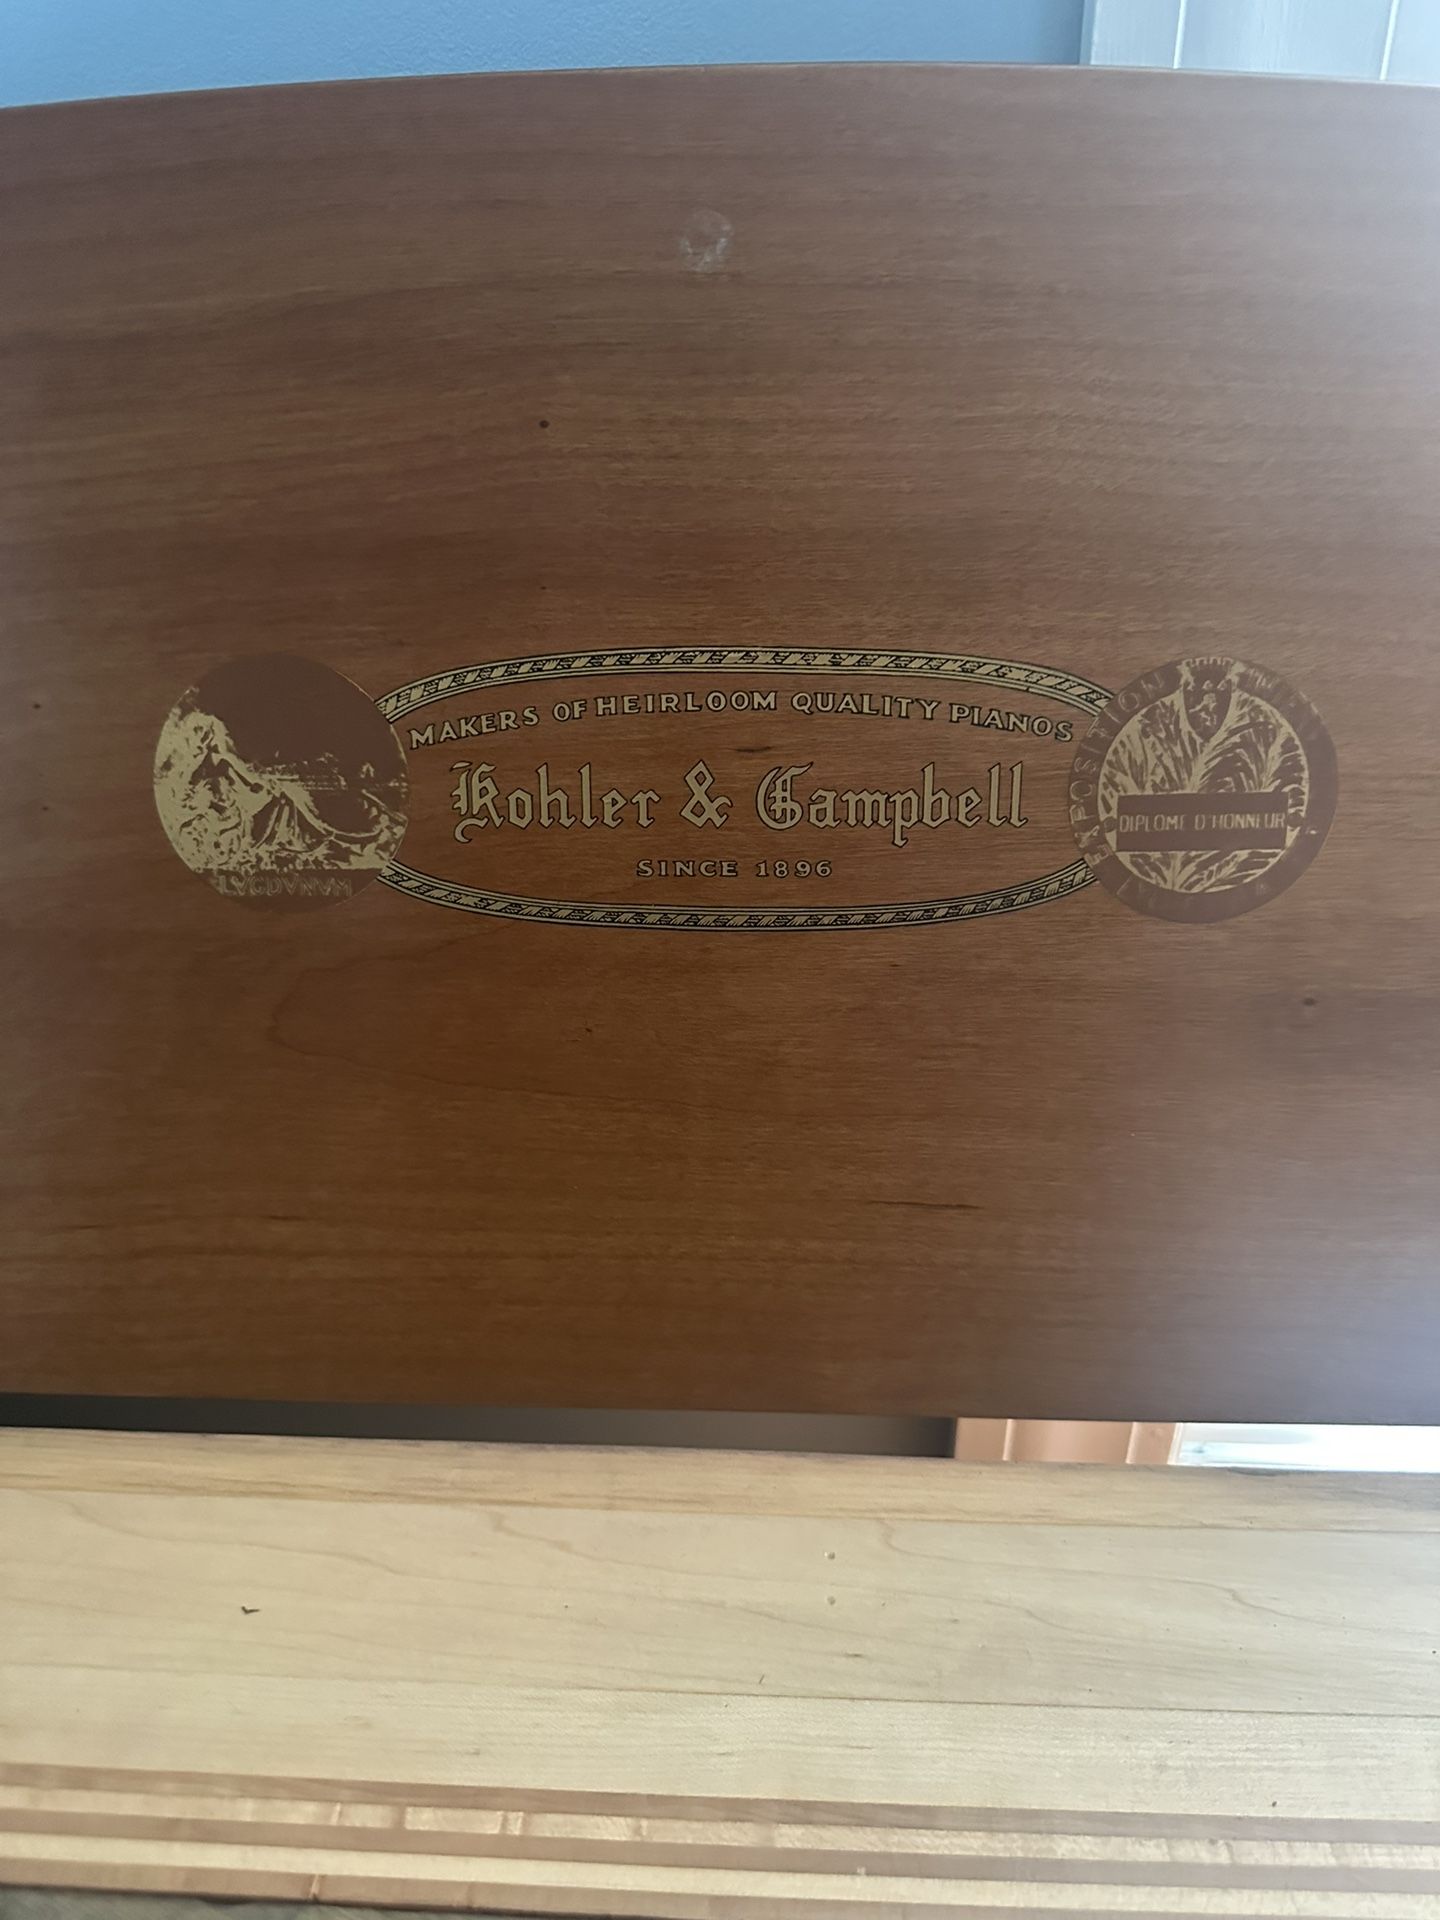 MAKERS OF HEIRLOOM QUALITY PIANOS
Kohler & Campbell
SINCE 1896
LVGDVNVM
EXPOSITION
DIPLOME D'HONNEUR